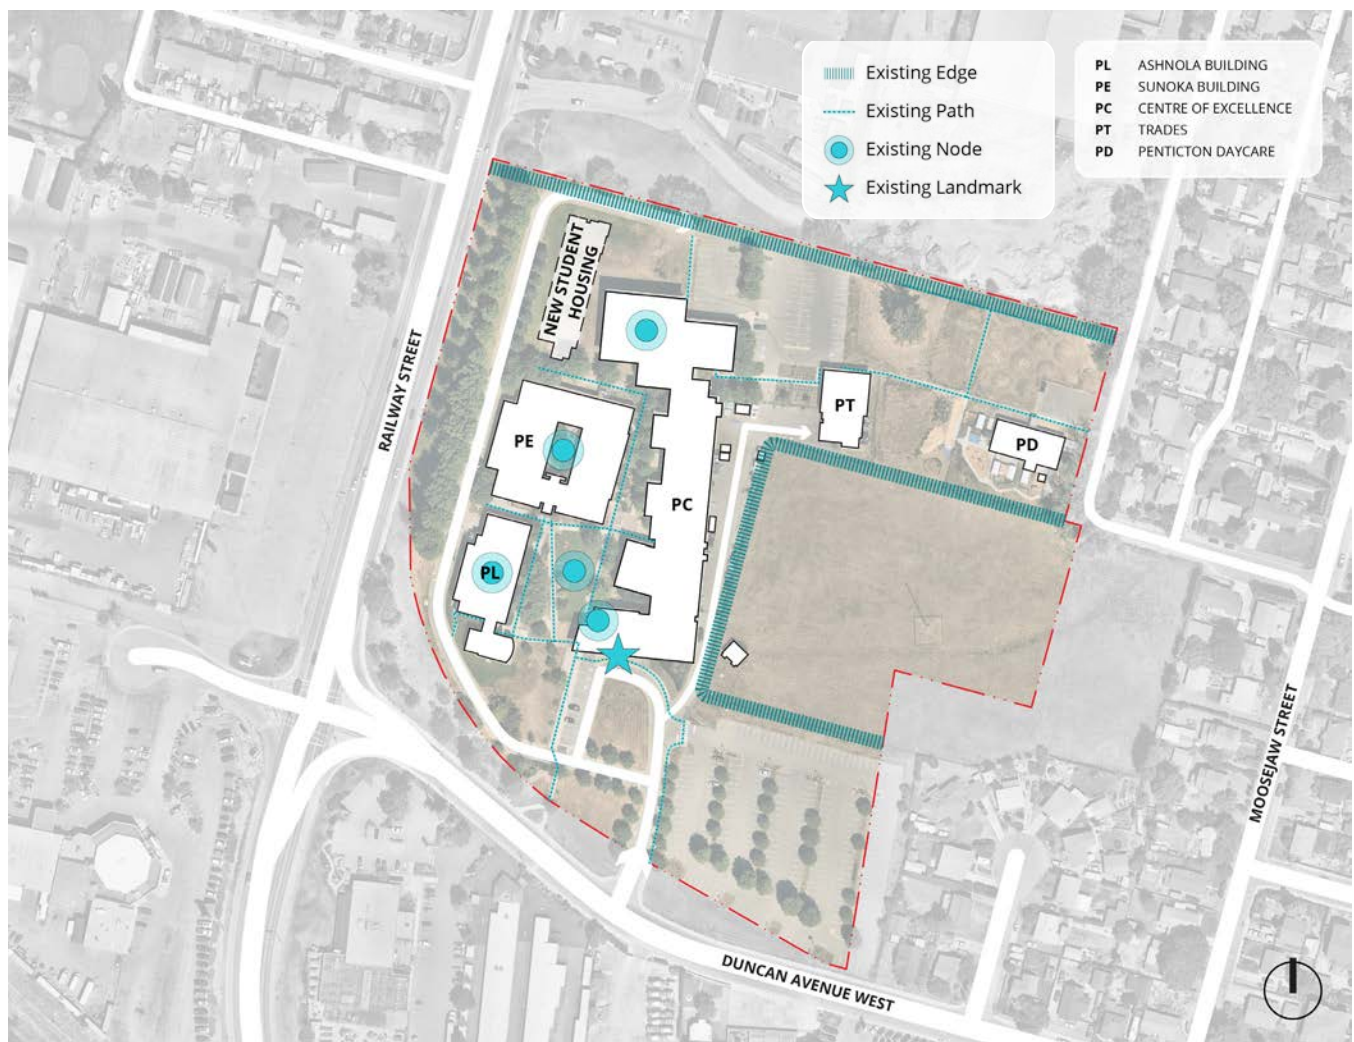 Existing Edge
Existing Path
Existing Node
Existing Landmark
PL ASHNOLA BUILDING
PE SUNOKA BUILDING
PC CENTRE OF EXCELLENCE
PT TRADES
PD PENTICTON DAYCARE
NEW STUDENT
HOUSING
RAILWAY STREET
PT
PE
PD
PC
PL
MOOSEJAW STREET
DUNCAN AVENUE WEST